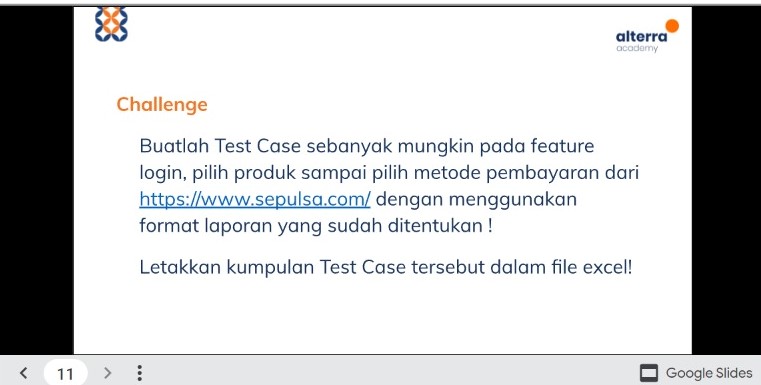 alterra
academy
Challenge
Buatlah Test Case sebanyak mungkin pada feature
login, pilih produk sampai pilih metode pembayaran dari
https://www.sepulsa.com/ dengan menggunakan
format laporan yang sudah ditentukan !
Letakkan kumpulan Test Case tersebut dalam file excel!
11
Google Slides